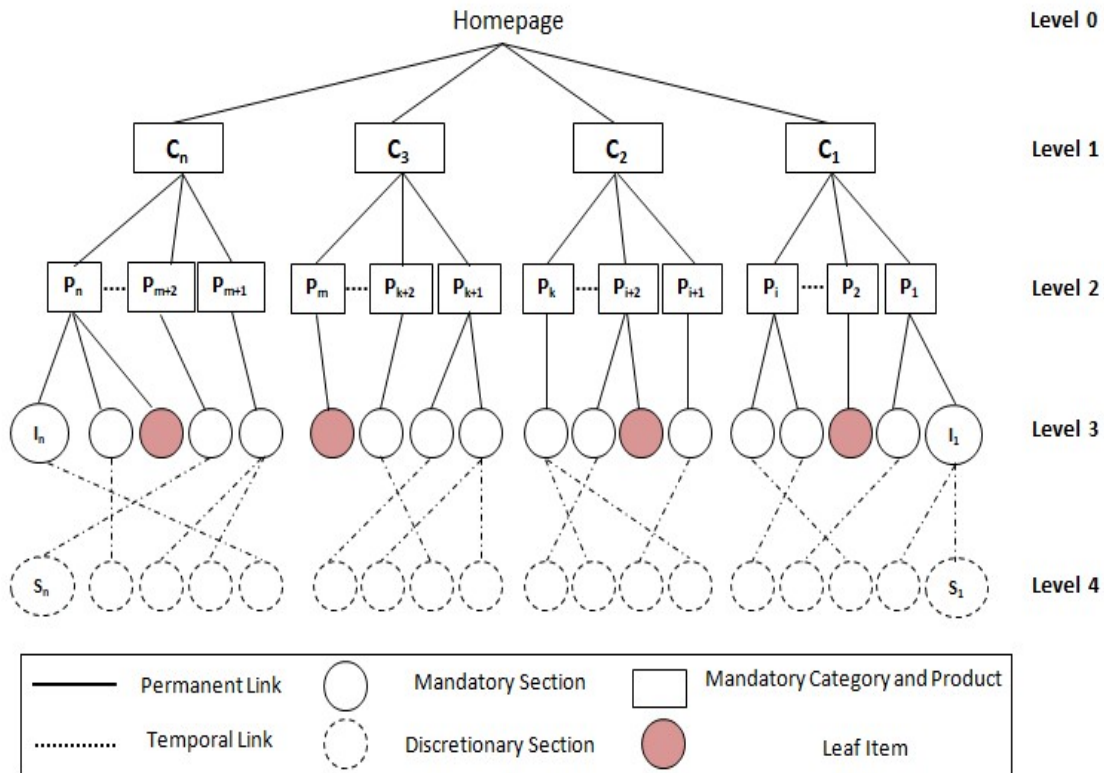 Homepage Level 0
Cₙ C₃ C₂ C₁ Level 1
Pₙ Pₘ₊₂ Pₘ₊₁ Pₘ Pₖ₊₂ Pₖ₊₁ Pₖ Pᵢ₊₂ Pᵢ₊₁ Pᵢ P₂ P₁ Level 2
Iₙ I₁ Level 3
Sₙ S₁ Level 4
Permanent Link Mandatory Section Mandatory Category and Product
Temporal Link Discretionary Section Leaf Item